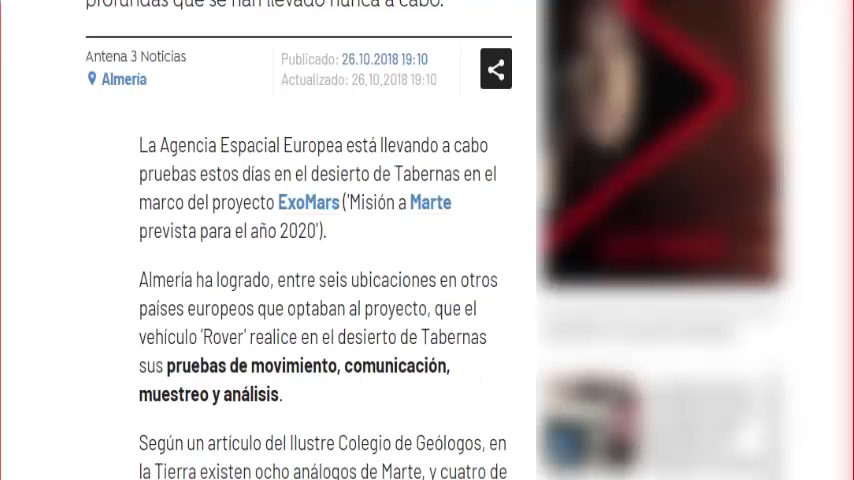 profundas que se han llevado nunca a cabo.
Antena 3 Noticias
Almería
Publicado: 26.10.2018 19:10
Actualizado: 26,10,2018 19:10
La Agencia Espacial Europea está llevando a cabo
pruebas estos días en el desierto de Tabernas en el
marco del proyecto ExoMars ('Misión a Marte
prevista para el año 2020').
Almería ha logrado, entre seis ubicaciones en otros
países europeos que optaban al proyecto, que el
vehículo 'Rover' realice en el desierto de Tabernas
sus pruebas de movimiento, comunicación,
muestreo y análisis.
Según un artículo del Ilustre Colegio de Geólogos, en
la Tierra existen ocho análogos de Marte, y cuatro de